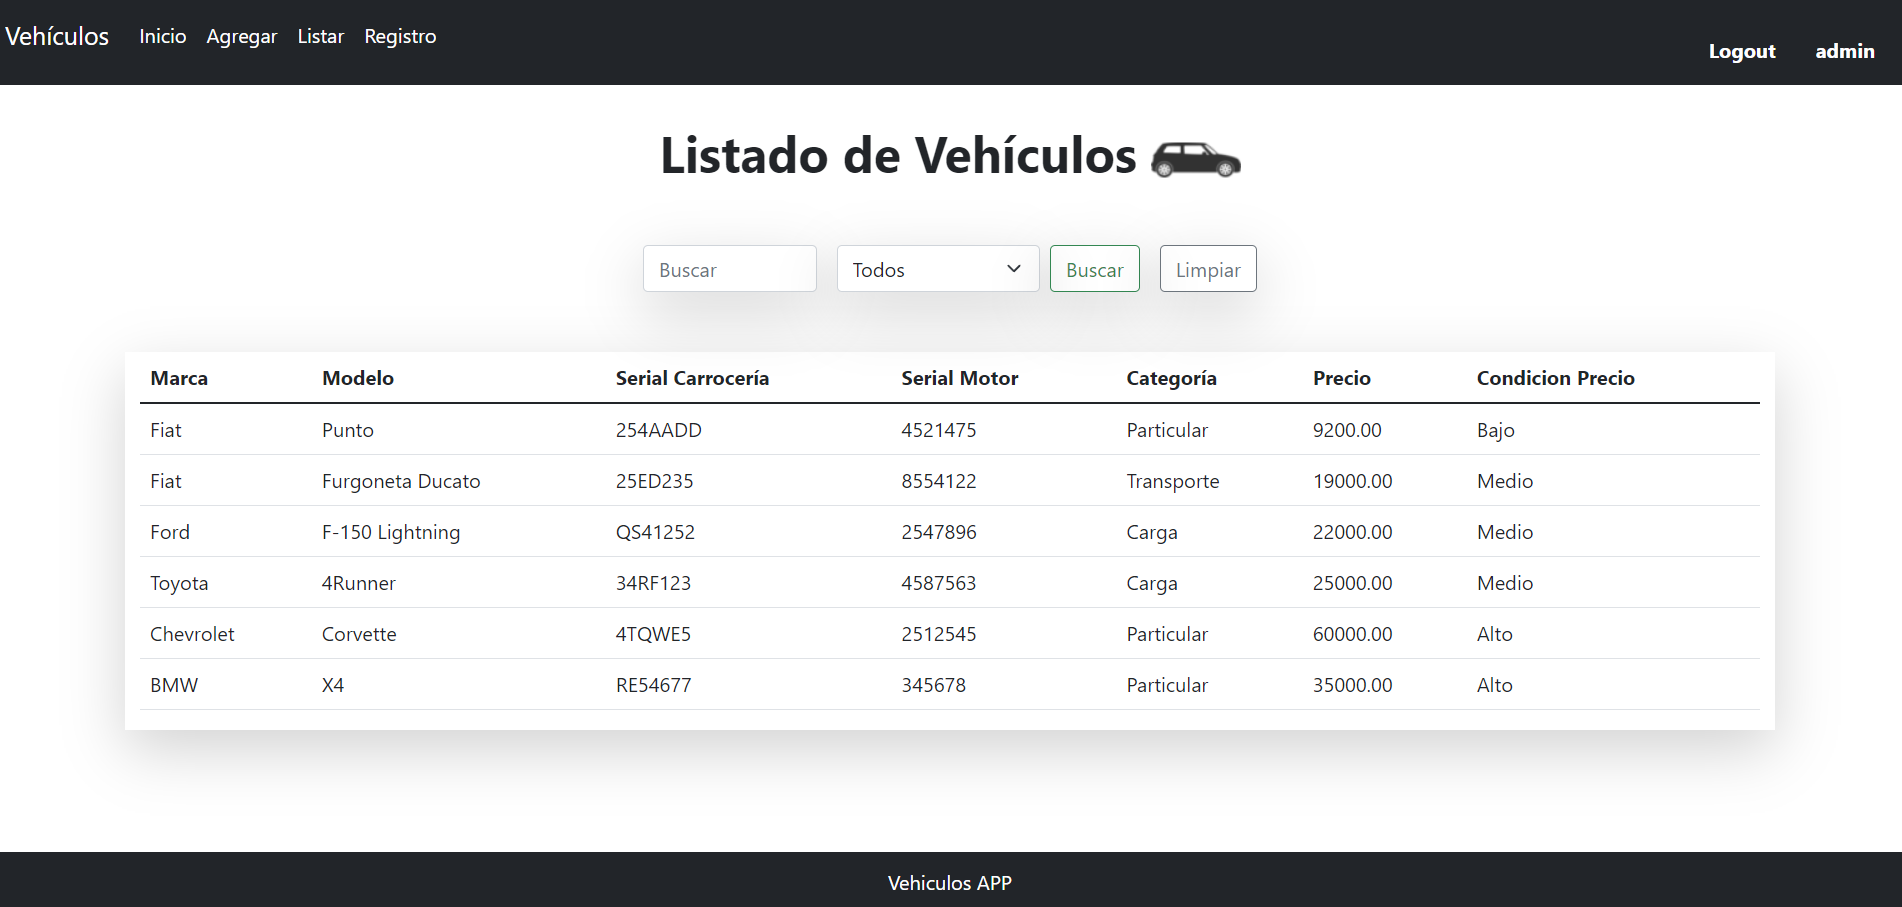 Vehículos Inicio Agregar Listar Registro
Logout admin
Listado de Vehículos
Buscar Todos Buscar Limpiar
Marca Modelo Serial Carrocería Serial Motor Categoría Precio Condicion Precio
Fiat Punto 254AADD 4521475 Particular 9200.00 Bajo
Fiat Furgoneta Ducato 25ED235 8554122 Transporte 19000.00 Medio
Ford F-150 Lightning QS41252 2547896 Carga 22000.00 Medio
Toyota 4Runner 34RF123 4587563 Carga 25000.00 Medio
Chevrolet Corvette 4TQWE5 2512545 Particular 60000.00 Alto
BMW X4 RE54677 345678 Particular 35000.00 Alto
Vehiculos APP